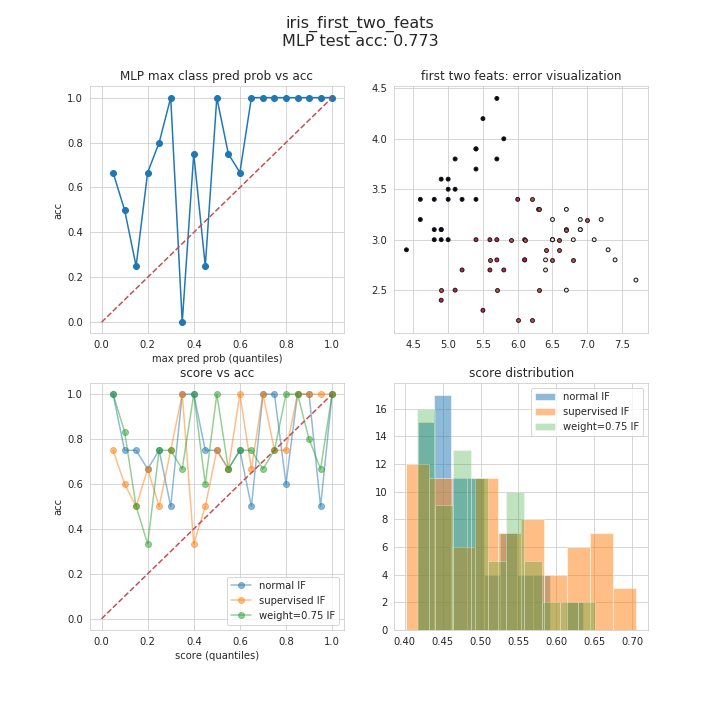 iris_first_two_feats
MLP test acc: 0.773
MLP max class pred prob vs acc
acc
1.0
0.8
0.6
0.4
0.2
0.0
0.0 0.2 0.4 0.6 0.8 1.0
max pred prob (quantiles)
first two feats: error visualization
4.5
4.0
3.5
3.0
2.5
4.5 5.0 5.5 6.0 6.5 7.0 7.5
score vs acc
acc
1.0
0.8
0.6
0.4
0.2
0.0
normal IF
supervised IF
weight=0.75 IF
0.0 0.2 0.4 0.6 0.8 1.0
score (quantiles)
score distribution
normal IF
supervised IF
weight=0.75 IF
16
14
12
10
8
6
4
2
0
0.40 0.45 0.50 0.55 0.60 0.65 0.70